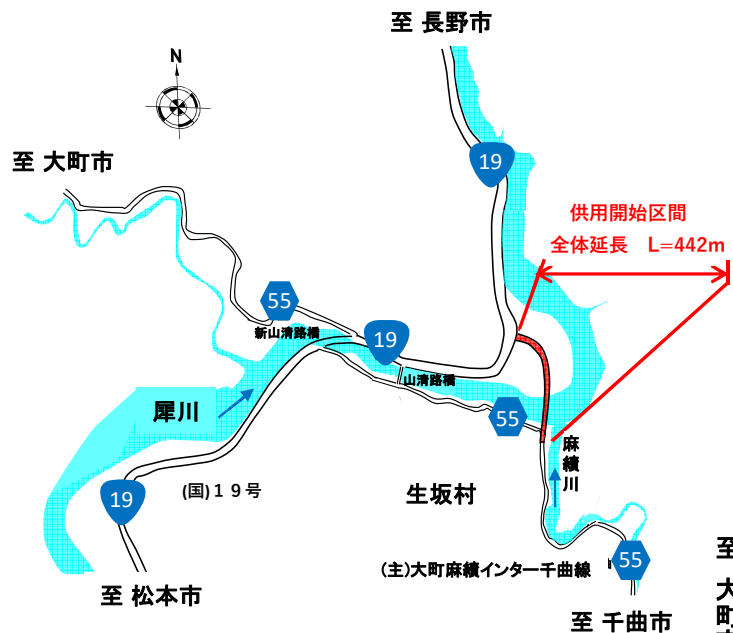 至 長野市
N
至 大町市
19
供用開始区間
全体延長 L=442m
55
新山清路橋
19
山清路橋
犀川
55
麻績川
19
(国)19号
生坂村
(主)大町麻績インター千曲線
55
至 松本市
至 千曲市
至
大
町